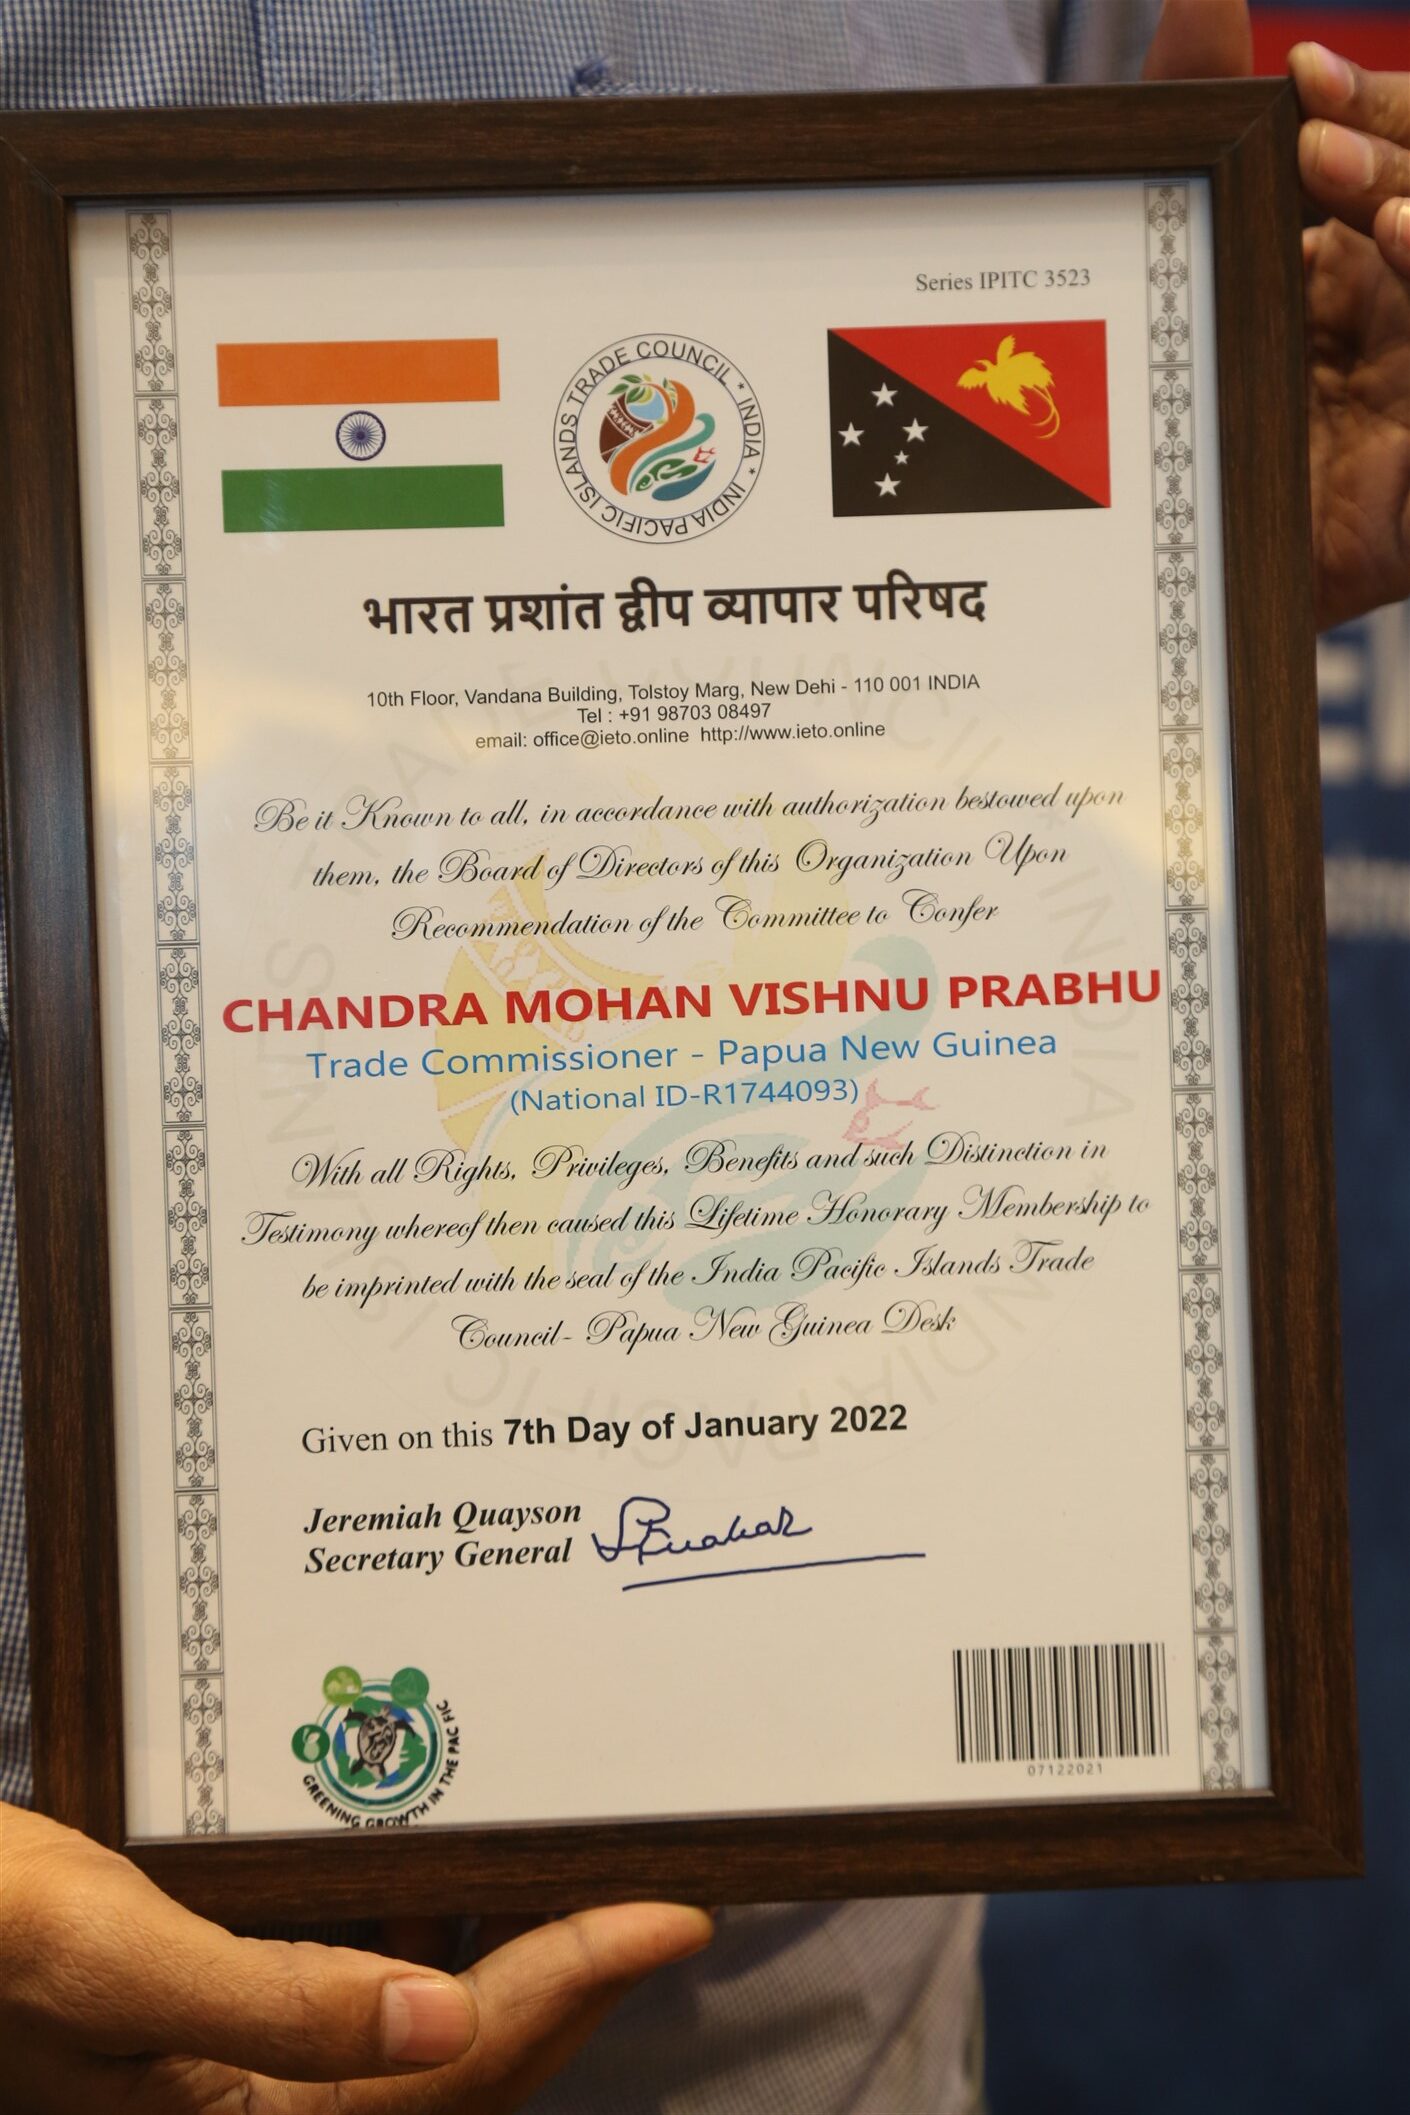 Series IPITC 3523
INDIA PACIFIC ISLANDS TRADE COUNCIL * INDIA *
भारत प्रशांत द्वीप व्यापार परिषद
10th Floor, Vandana Building, Tolstoy Marg, New Dehi - 110 001 INDIA
Tel : +91 98703 08497
email: office@ieto.online http://www.ieto.online
Be it Known to all, in accordance with authorization bestowed upon
them, the Board of Directors of this Organization Upon
Recommendation of the Committee to Confer
CHANDRA MOHAN VISHNU PRABHU
Trade Commissioner - Papua New Guinea
(National ID-R1744093)
With all Rights, Privileges, Benefits and such Distinction in
Testimony whereof then caused this Lifetime Honorary Membership to
be imprinted with the seal of the India Pacific Islands Trade
Council- Papua New Guinea Desk
Given on this 7th Day of January 2022
Jeremiah Quayson
Secretary General
GREENING GROWTH IN THE PAC FIC
07122021